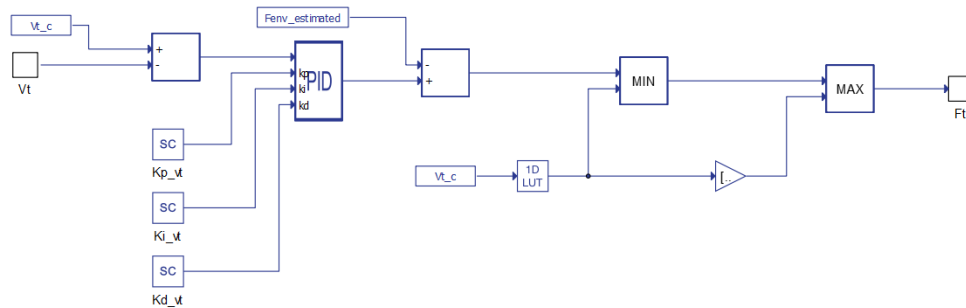 Vt_c
Fenv_estimated
+
-
Vt
kp
ki
kd
PID
-
+
MIN
MAX
Ft
SC
Kp_vt
Vt_c
1D
LUT
[..
SC
Ki_vt
SC
Kd_vt